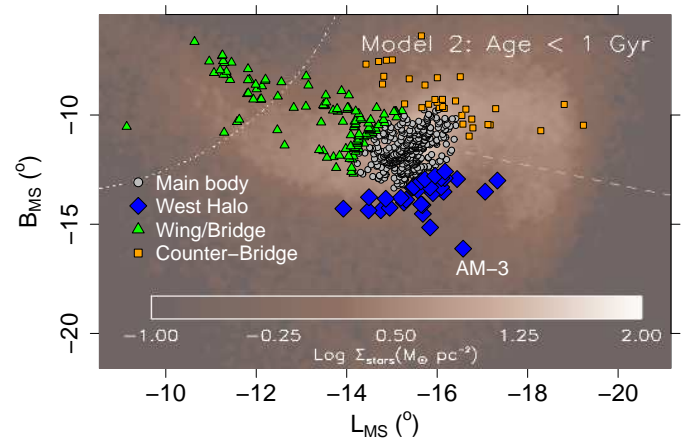 Model 2: Age < 1 Gyr
−10
−15
−20
B_MS (°)
Main body
West Halo
Wing/Bridge
Counter−Bridge
AM−3
−1.00 −0.25 0.50 1.25 2.00
Log Σ_stars(M_⊙ pc⁻²)
−10 −12 −14 −16 −18 −20
L_MS (°)